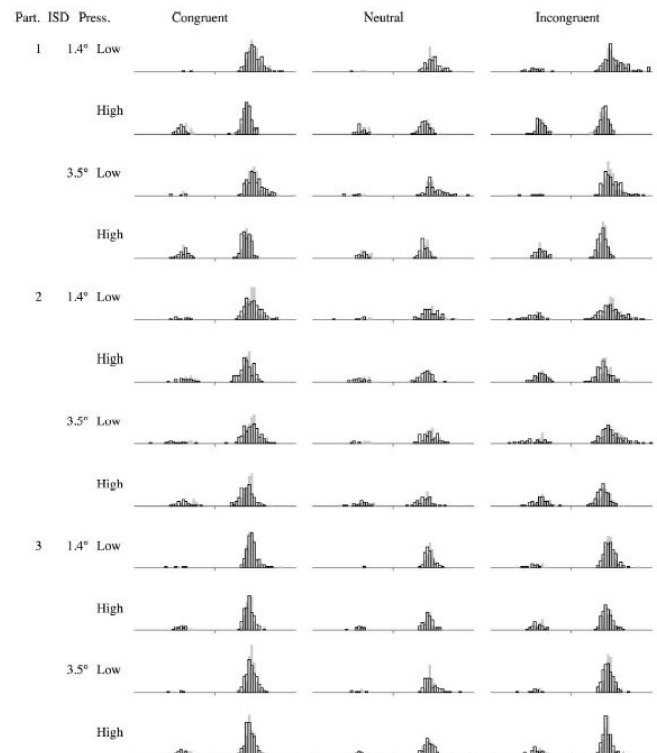 Part. ISD Press. Congruent Neutral Incongruent
1 1.4° Low
High
3.5° Low
High
2 1.4° Low
High
3.5° Low
High
3 1.4° Low
High
3.5° Low
High